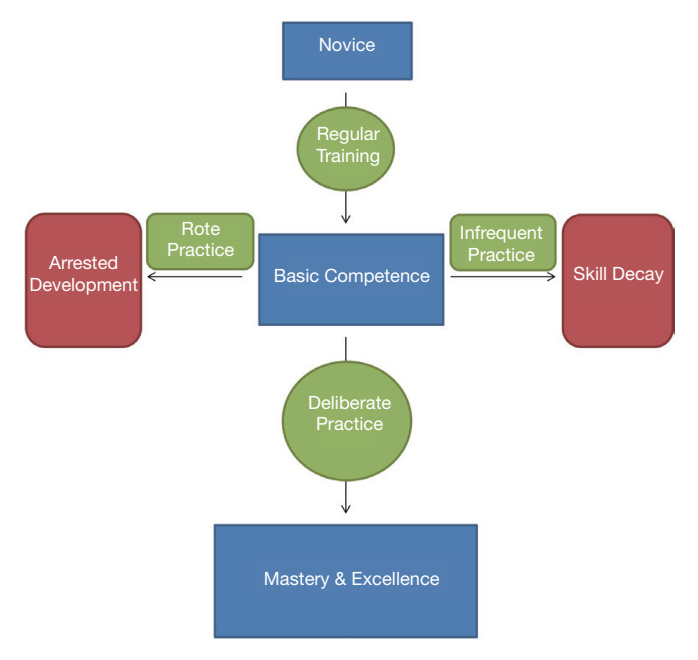 Novice
Regular
Training
Rote
Practice
Infrequent
Practice
Arrested
Development
Basic Competence
Skill Decay
Deliberate
Practice
Mastery & Excellence